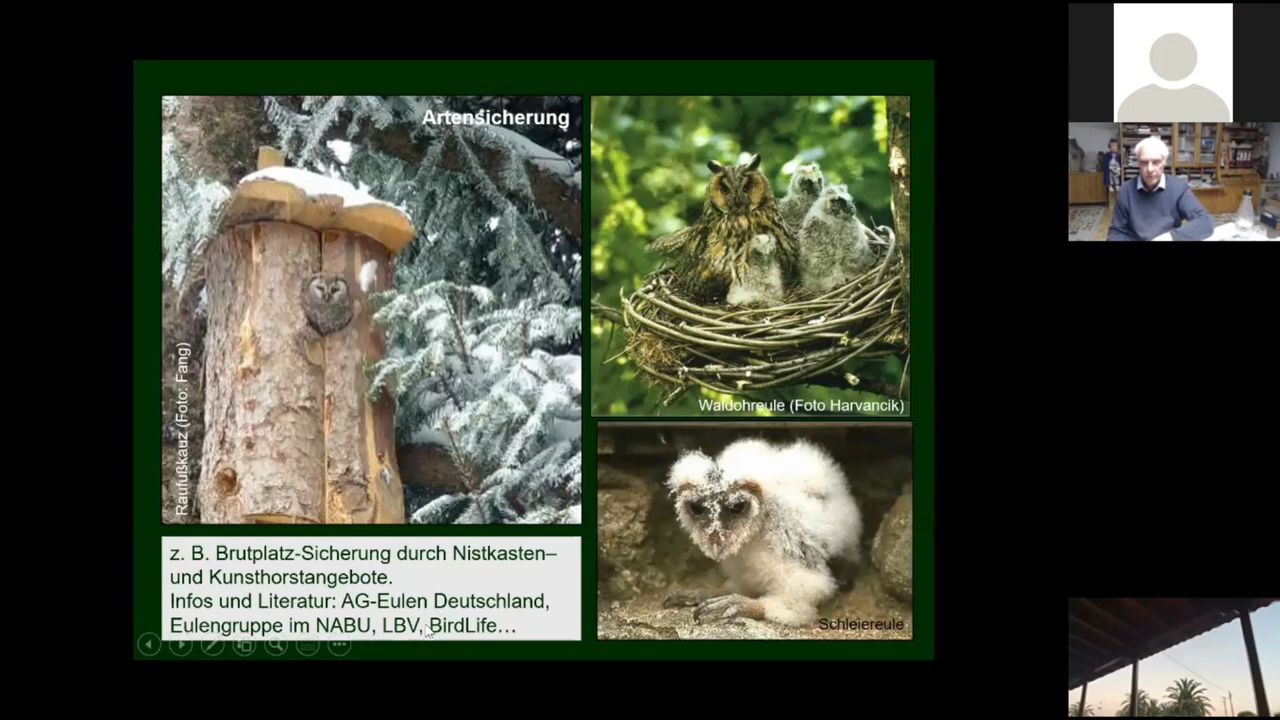 Artensicherung
Raufußkauz (Foto: Fang)
Waldohreule (Foto Harvancik)
Schleiereule
z. B. Brutplatz-Sicherung durch Nistkasten–
und Kunsthorstangebote.
Infos und Literatur: AG-Eulen Deutschland,
Eulengruppe im NABU, LBV, BirdLife…